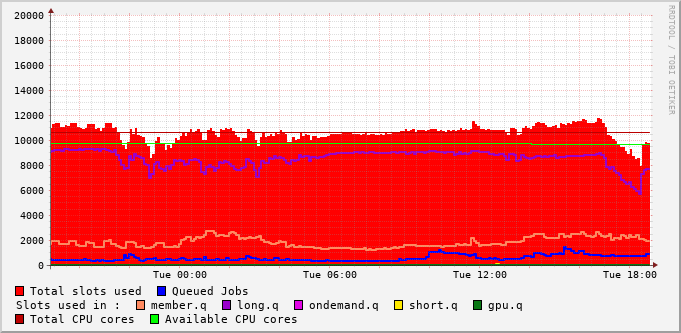 20000
18000
16000
14000
12000
10000
8000
6000
4000
2000
0
Tue 00:00 Tue 06:00 Tue 12:00 Tue 18:00
RRDTOOL / TOBI OETIKER
Total slots used Queued Jobs
Slots used in : member.q long.q ondemand.q short.q gpu.q
Total CPU cores Available CPU cores